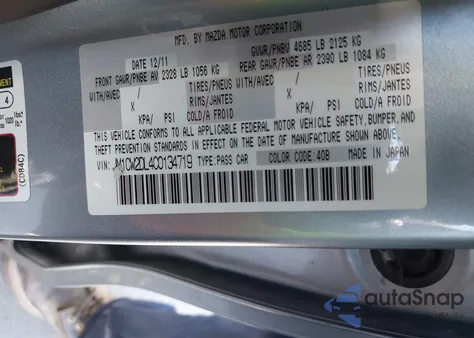 MFD. BY MAZDA MOTOR CORPORATION
DATE 12/11 GVWR/PNBV 4685 LB 2125 KG
FRONT GAWR/PNBE AV 2328 LB 1056 KG REAR GAWR/PNBE AR 2390 LB 1084 KG
WITH/AVEC / TIRES/PNEUS WITH/AVEC / TIRES/PNEUS
X RIMS/JANTES X RIMS/JANTES
KPA/ PSI/ COLD/A FROID KPA/ PSI/ COLD/A FROID
THIS VEHICLE CONFORMS TO ALL APPLICABLE FEDERAL MOTOR VEHICLE SAFETY, BUMPER, AND
THEFT PREVENTION STANDARDS IN EFFECT ON THE DATE OF MANUFACTURE SHOWN ABOVE.
VIN: JM1CW2DL4C0134719 TYPE: PASS CAR COLOR CODE: 40B MADE IN JAPAN
4
(CD84C)
autoSnap